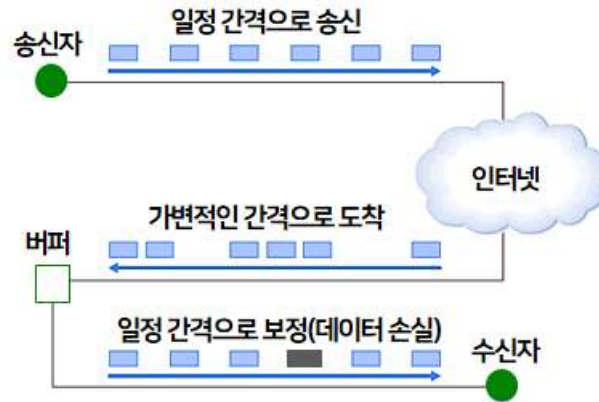 일정 간격으로 송신
송신자
인터넷
가변적인 간격으로 도착
버퍼
일정 간격으로 보정(데이터 손실)
수신자